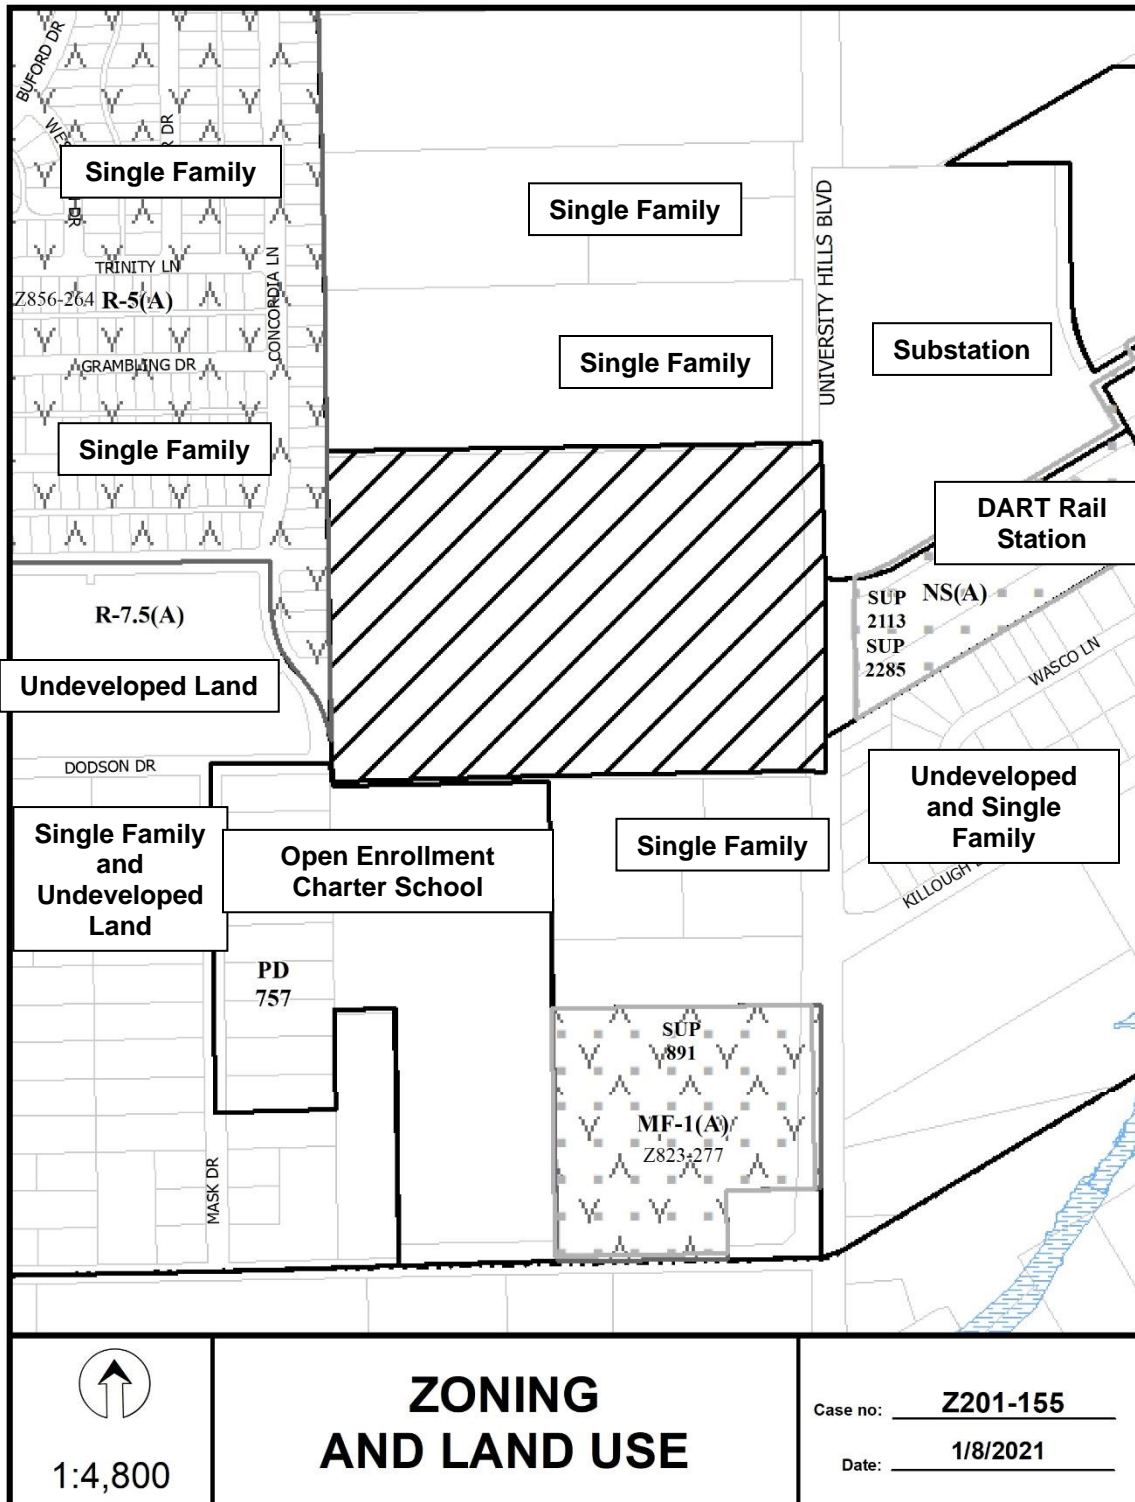 BUFORD DR
DR
Single Family
DR
TRINITY LN
Z856-264 R-5(A)
CONCORDIA LN
GRAMBLING DR
Single Family
Single Family
Single Family
UNIVERSITY HILLS BLVD
Substation
DART Rail
Station
R-7.5(A)
SUP
2113
SUP
2285
NS(A)
WASCO LN
Undeveloped Land
DODSON DR
Single Family
and
Undeveloped
Land
Open Enrollment
Charter School
Single Family
Undeveloped
and Single
Family
KILLOUGH
PD
757
SUP
891
MF-1(A)
Z823-277
MASK DR
1:4,800
ZONING
AND LAND USE
Case no: Z201-155
Date: 1/8/2021